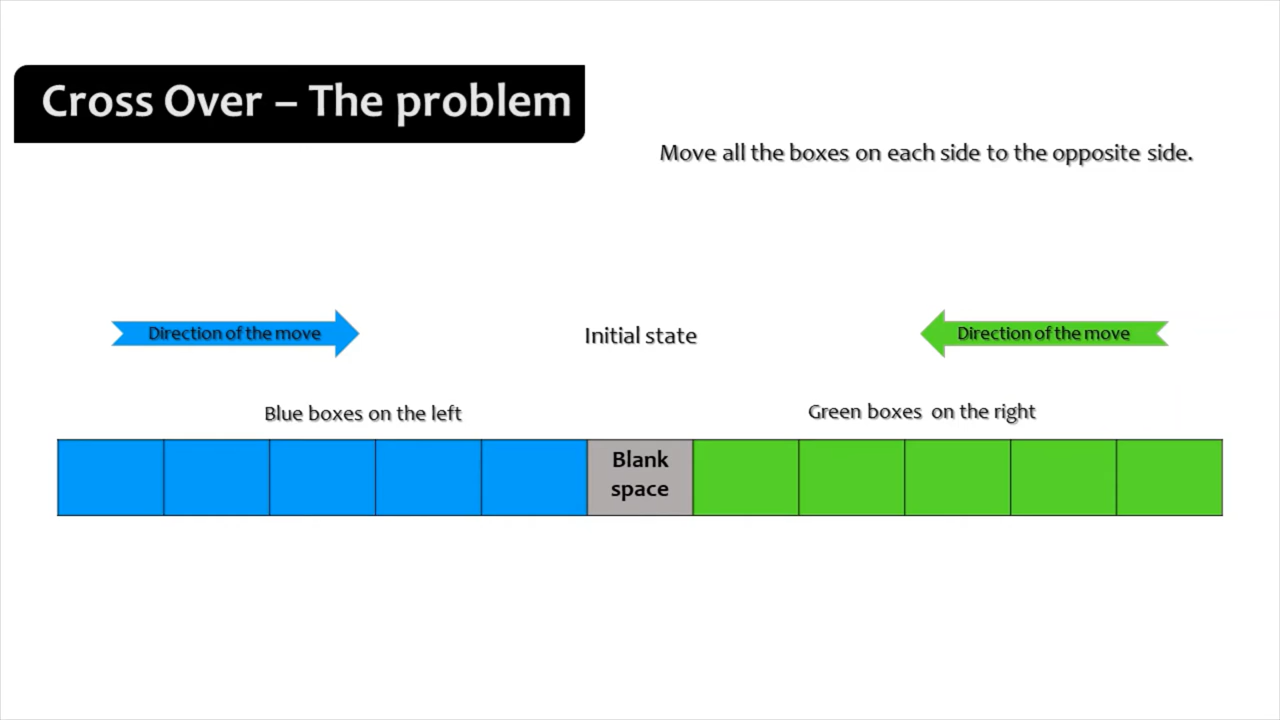 Cross Over – The problem
Move all the boxes on each side to the opposite side.
Direction of the move
Initial state
Direction of the move
Blue boxes on the left
Green boxes on the right
Blank
space